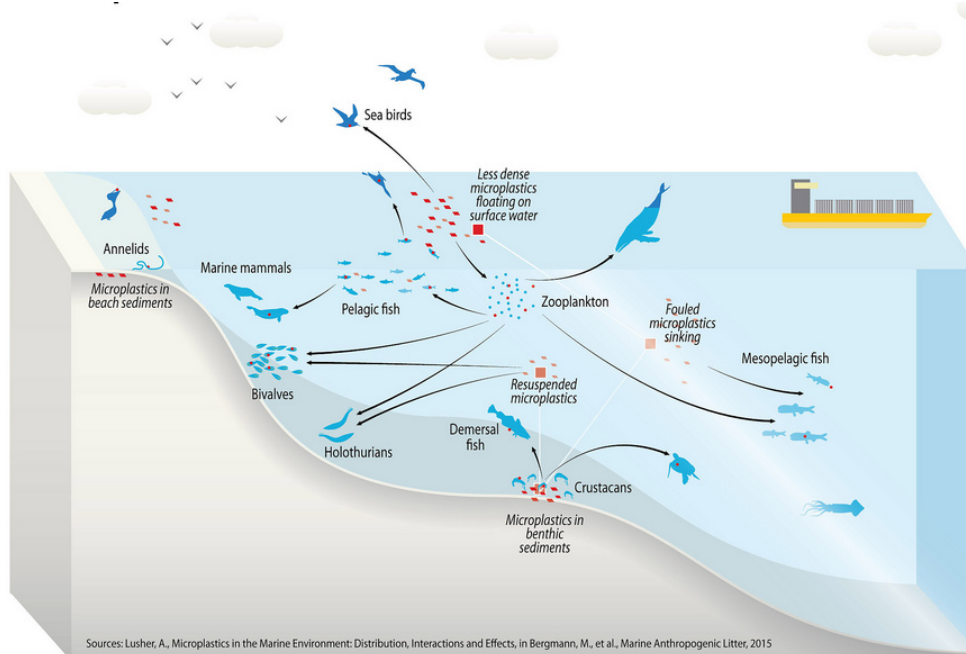 Sea birds
Less dense
microplastics
floating on
surface water
Annelids
Microplastics in
beach sediments
Marine mammals
Pelagic fish
Zooplankton
Fouled
microplastics
sinking
Mesopelagic fish
Bivalves
Resuspended
microplastics
Holothurians
Demersal
fish
Crustacans
Microplastics in
benthic
sediments
Sources: Lusher, A., Microplastics in the Marine Environment: Distribution, Interactions and Effects, in Bergmann, M., et al., Marine Anthropogenic Litter, 2015